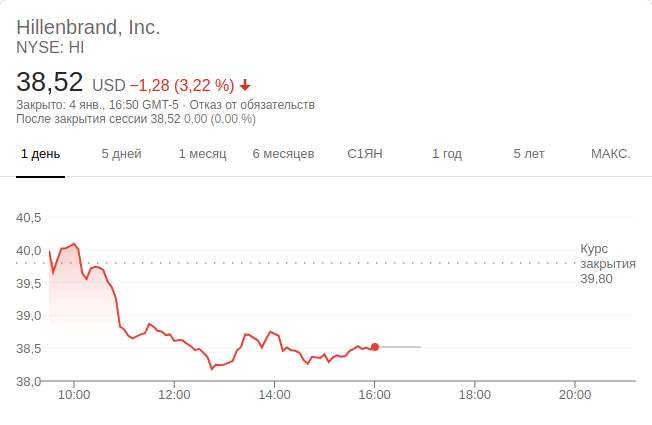 Hillenbrand, Inc.
NYSE: HI
38,52 USD −1,28 (3,22 %)
Закрыто: 4 янв., 16:50 GMT-5 · Отказ от обязательств
После закрытия сессии 38,52 0,00 (0,00 %)
1 день 5 дней 1 месяц 6 месяцев С1ЯН 1 год 5 лет МАКС.
40,5
40,0
39,5
39,0
38,5
38,0
Курс
закрытия
39,80
10:00 12:00 14:00 16:00 18:00 20:00